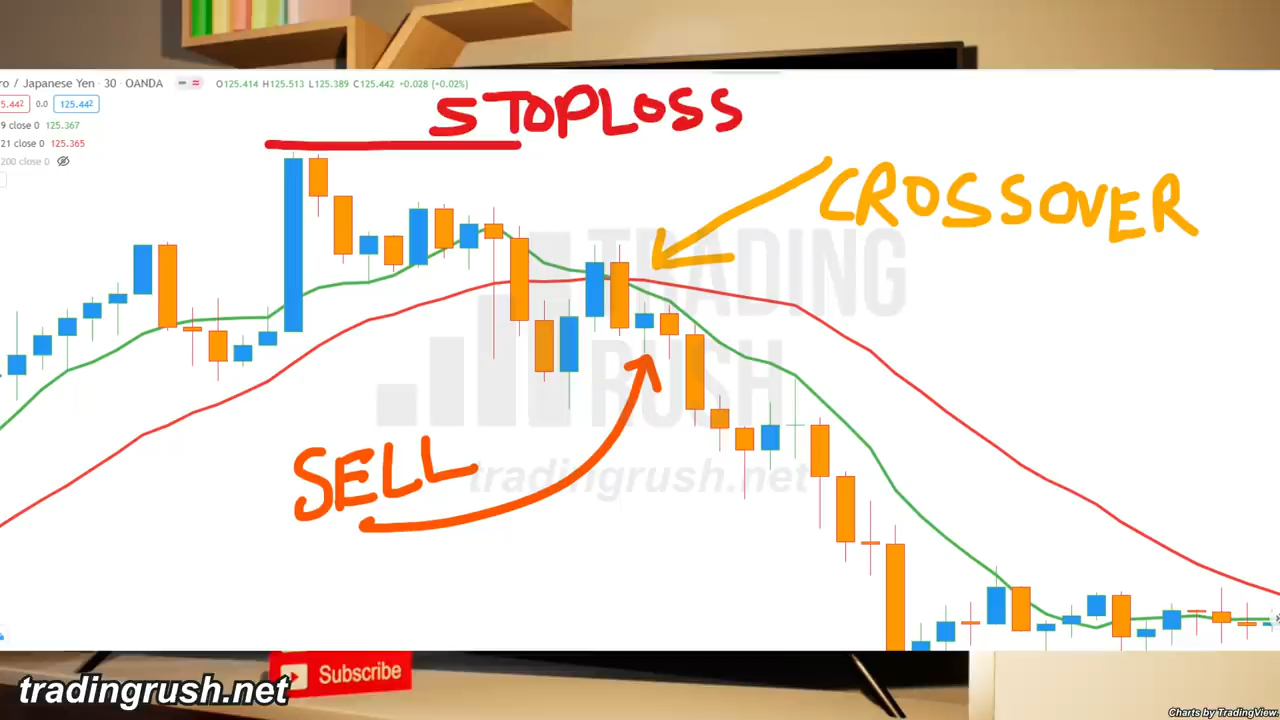 ro / Japanese Yen · 30 · OANDA
O125.414 H125.513 L125.389 C125.442 +0.028 (+0.02%)
5.442 0.0 125.442
9 close 0 125.367
21 close 0 125.365
200 close 0
STOPLOSS
CROSSOVER
TRADING
RUSH
tradingrush.net
SELL
Subscribe
tradingrush.net
Charts by TradingView.